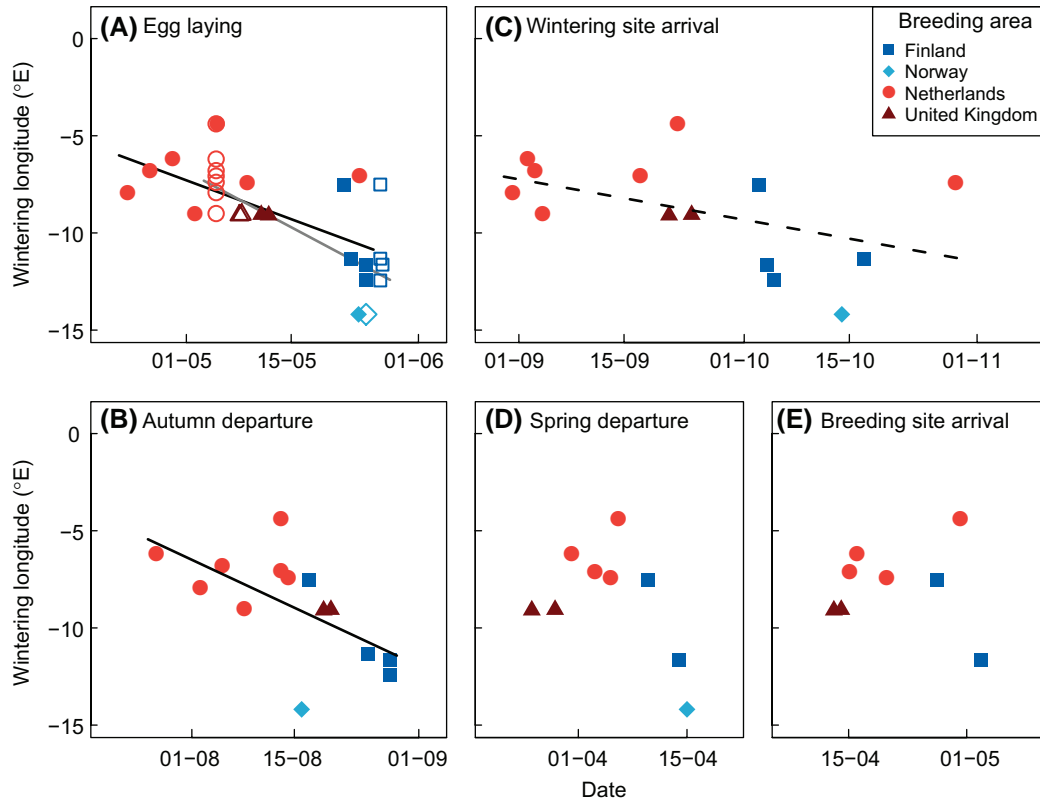 (A) Egg laying
(C) Wintering site arrival
Breeding area
Finland
Norway
Netherlands
United Kingdom
Wintering longitude (°E)
0
−5
−10
−15
01−05
15−05
01−06
01−09
15−09
01−10
15−10
01−11
(B) Autumn departure
(D) Spring departure
(E) Breeding site arrival
Wintering longitude (°E)
0
−5
−10
−15
01−08
15−08
01−09
01−04
15−04
15−04
01−05
Date